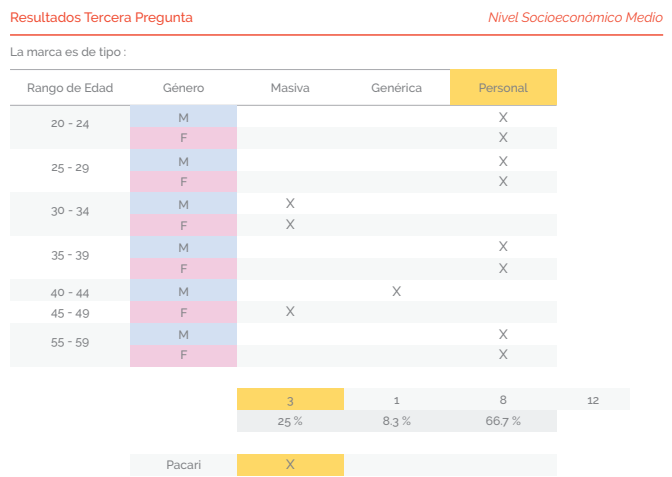 Resultados Tercera Pregunta Nivel Socioeconómico Medio
La marca es de tipo :
Rango de Edad Género Masiva Genérica Personal
20 - 24 M X
F X
25 - 29 M X
F X
30 - 34 M X
F X
35 - 39 M X
F X
40 - 44 M X
45 - 49 F X
55 - 59 M X
F X
3 1 8 12
25 % 8.3 % 66.7 %
Pacari X